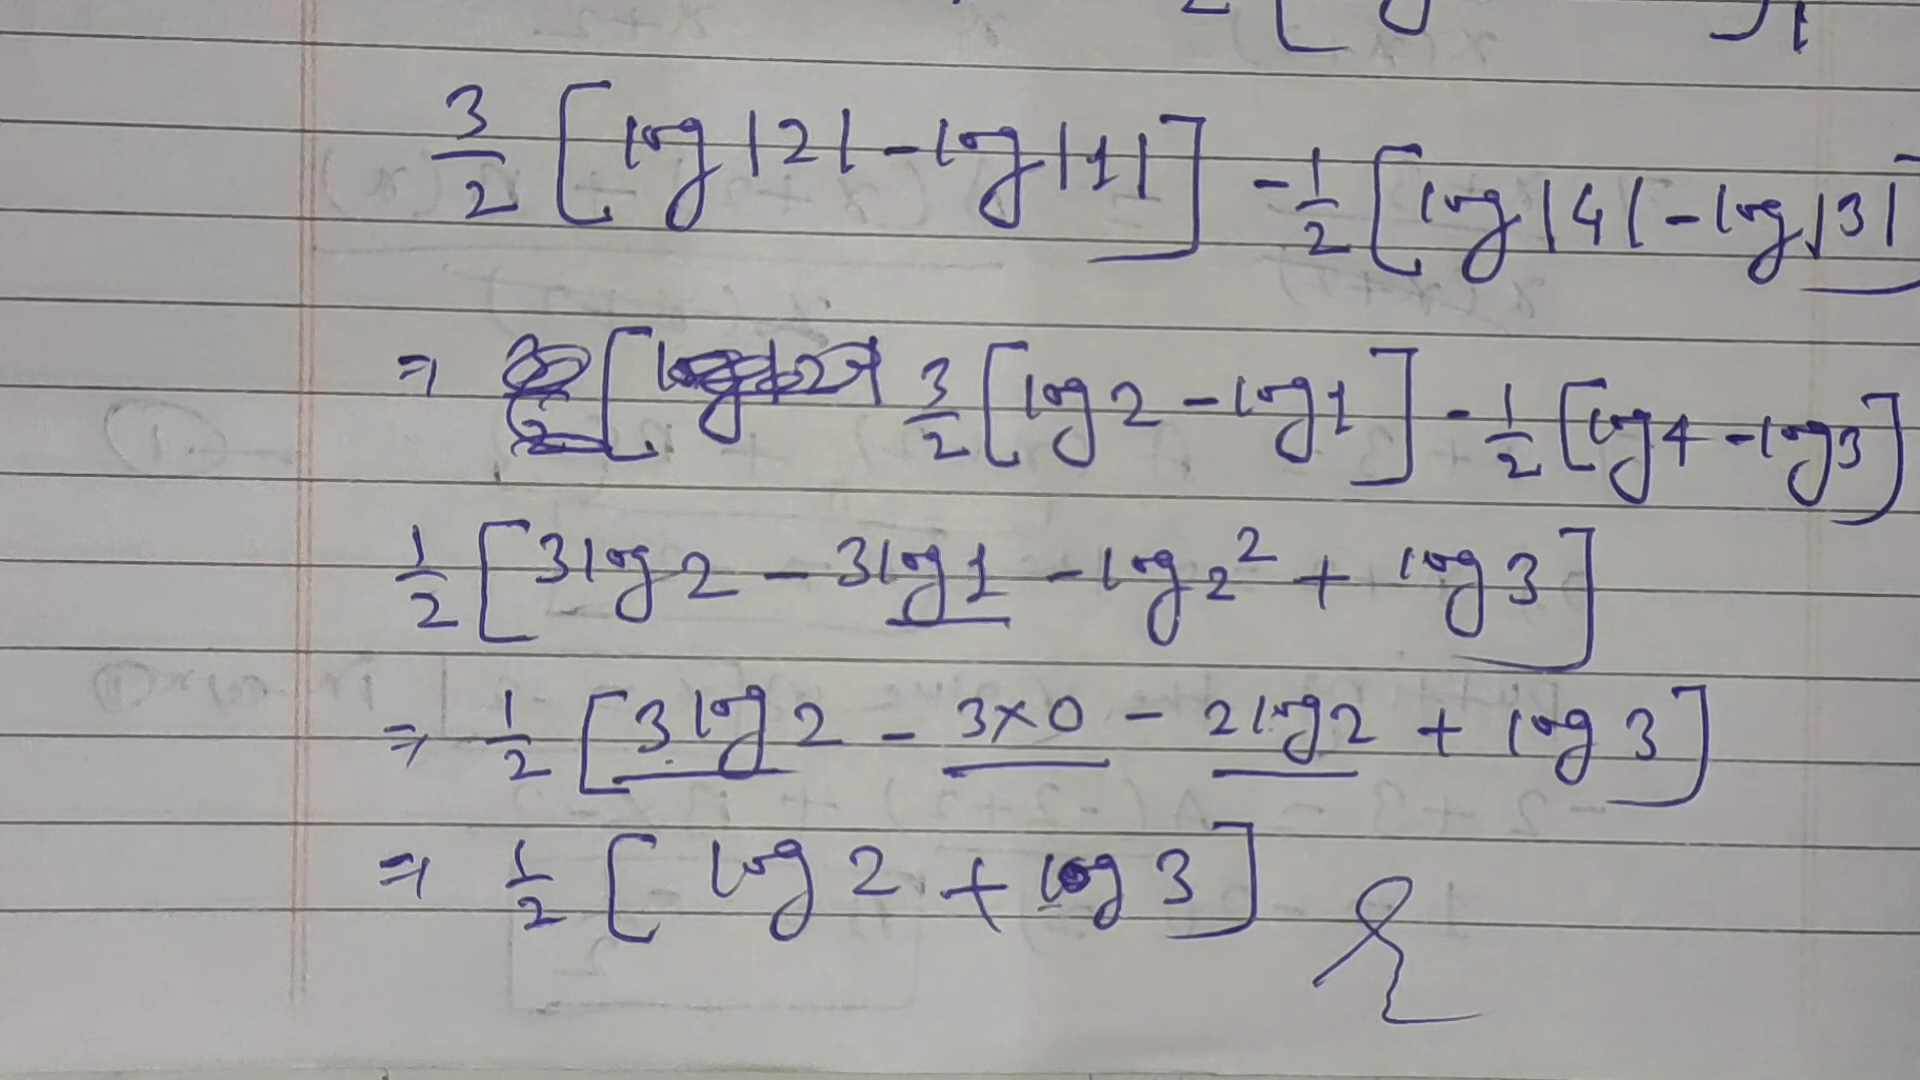 3/2 [log |2| - log |1|] - 1/2 [log |4| - log |3|]
⇒ 3/2 [log 2 - log 1] - 1/2 [log 4 - log 3]
1/2 [3 log 2 - 3 log 1 - log 2² + log 3]
⇒ 1/2 [3 log 2 - 3×0 - 2 log 2 + log 3]
⇒ 1/2 [log 2 + log 3]